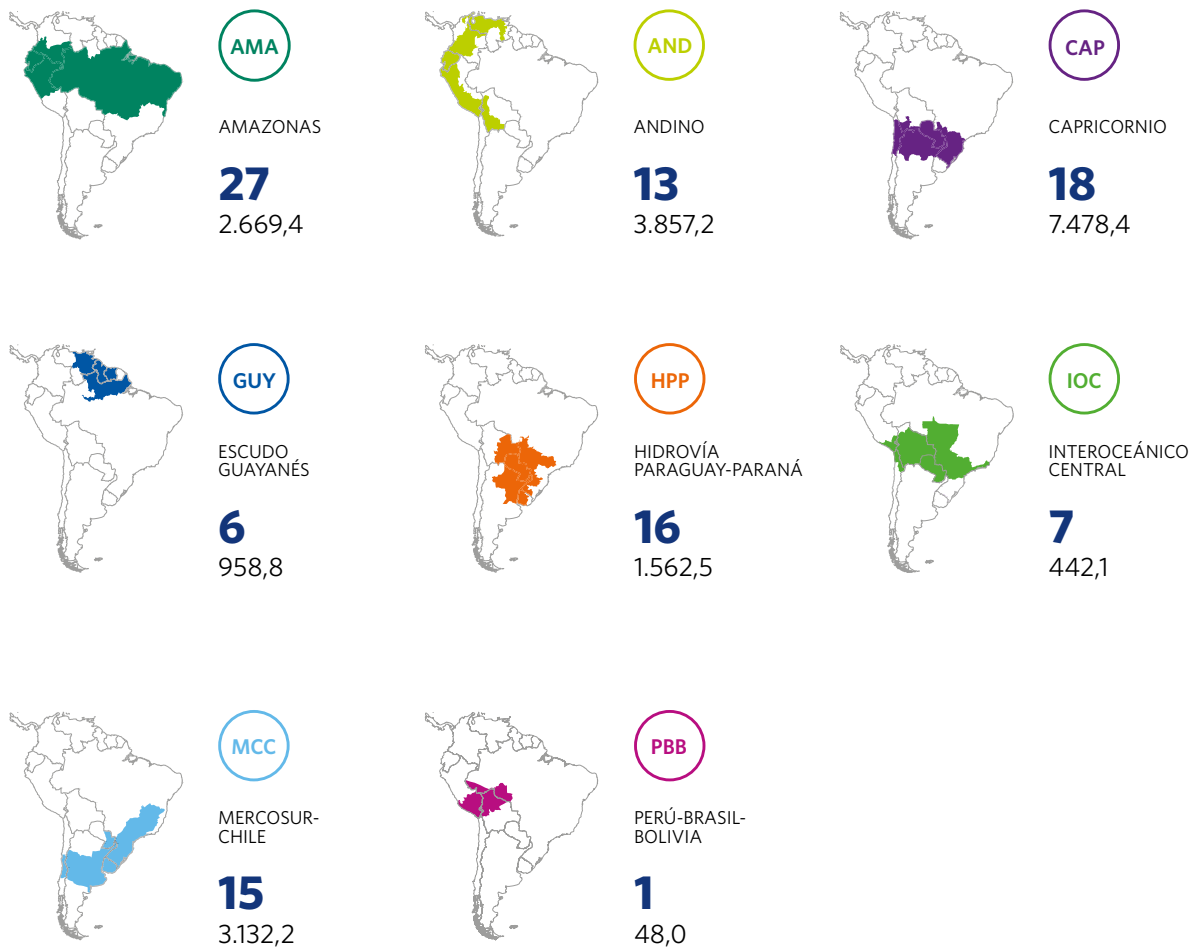 AMA
AMAZONAS
27
2.669,4
AND
ANDINO
13
3.857,2
CAP
CAPRICORNIO
18
7.478,4
GUY
ESCUDO
GUAYANÉS
6
958,8
HPP
HIDROVÍA
PARAGUAY-PARANÁ
16
1.562,5
IOC
INTEROCEÁNICO
CENTRAL
7
442,1
MCC
MERCOSUR-
CHILE
15
3.132,2
PBB
PERÚ-BRASIL-
BOLIVIA
1
48,0